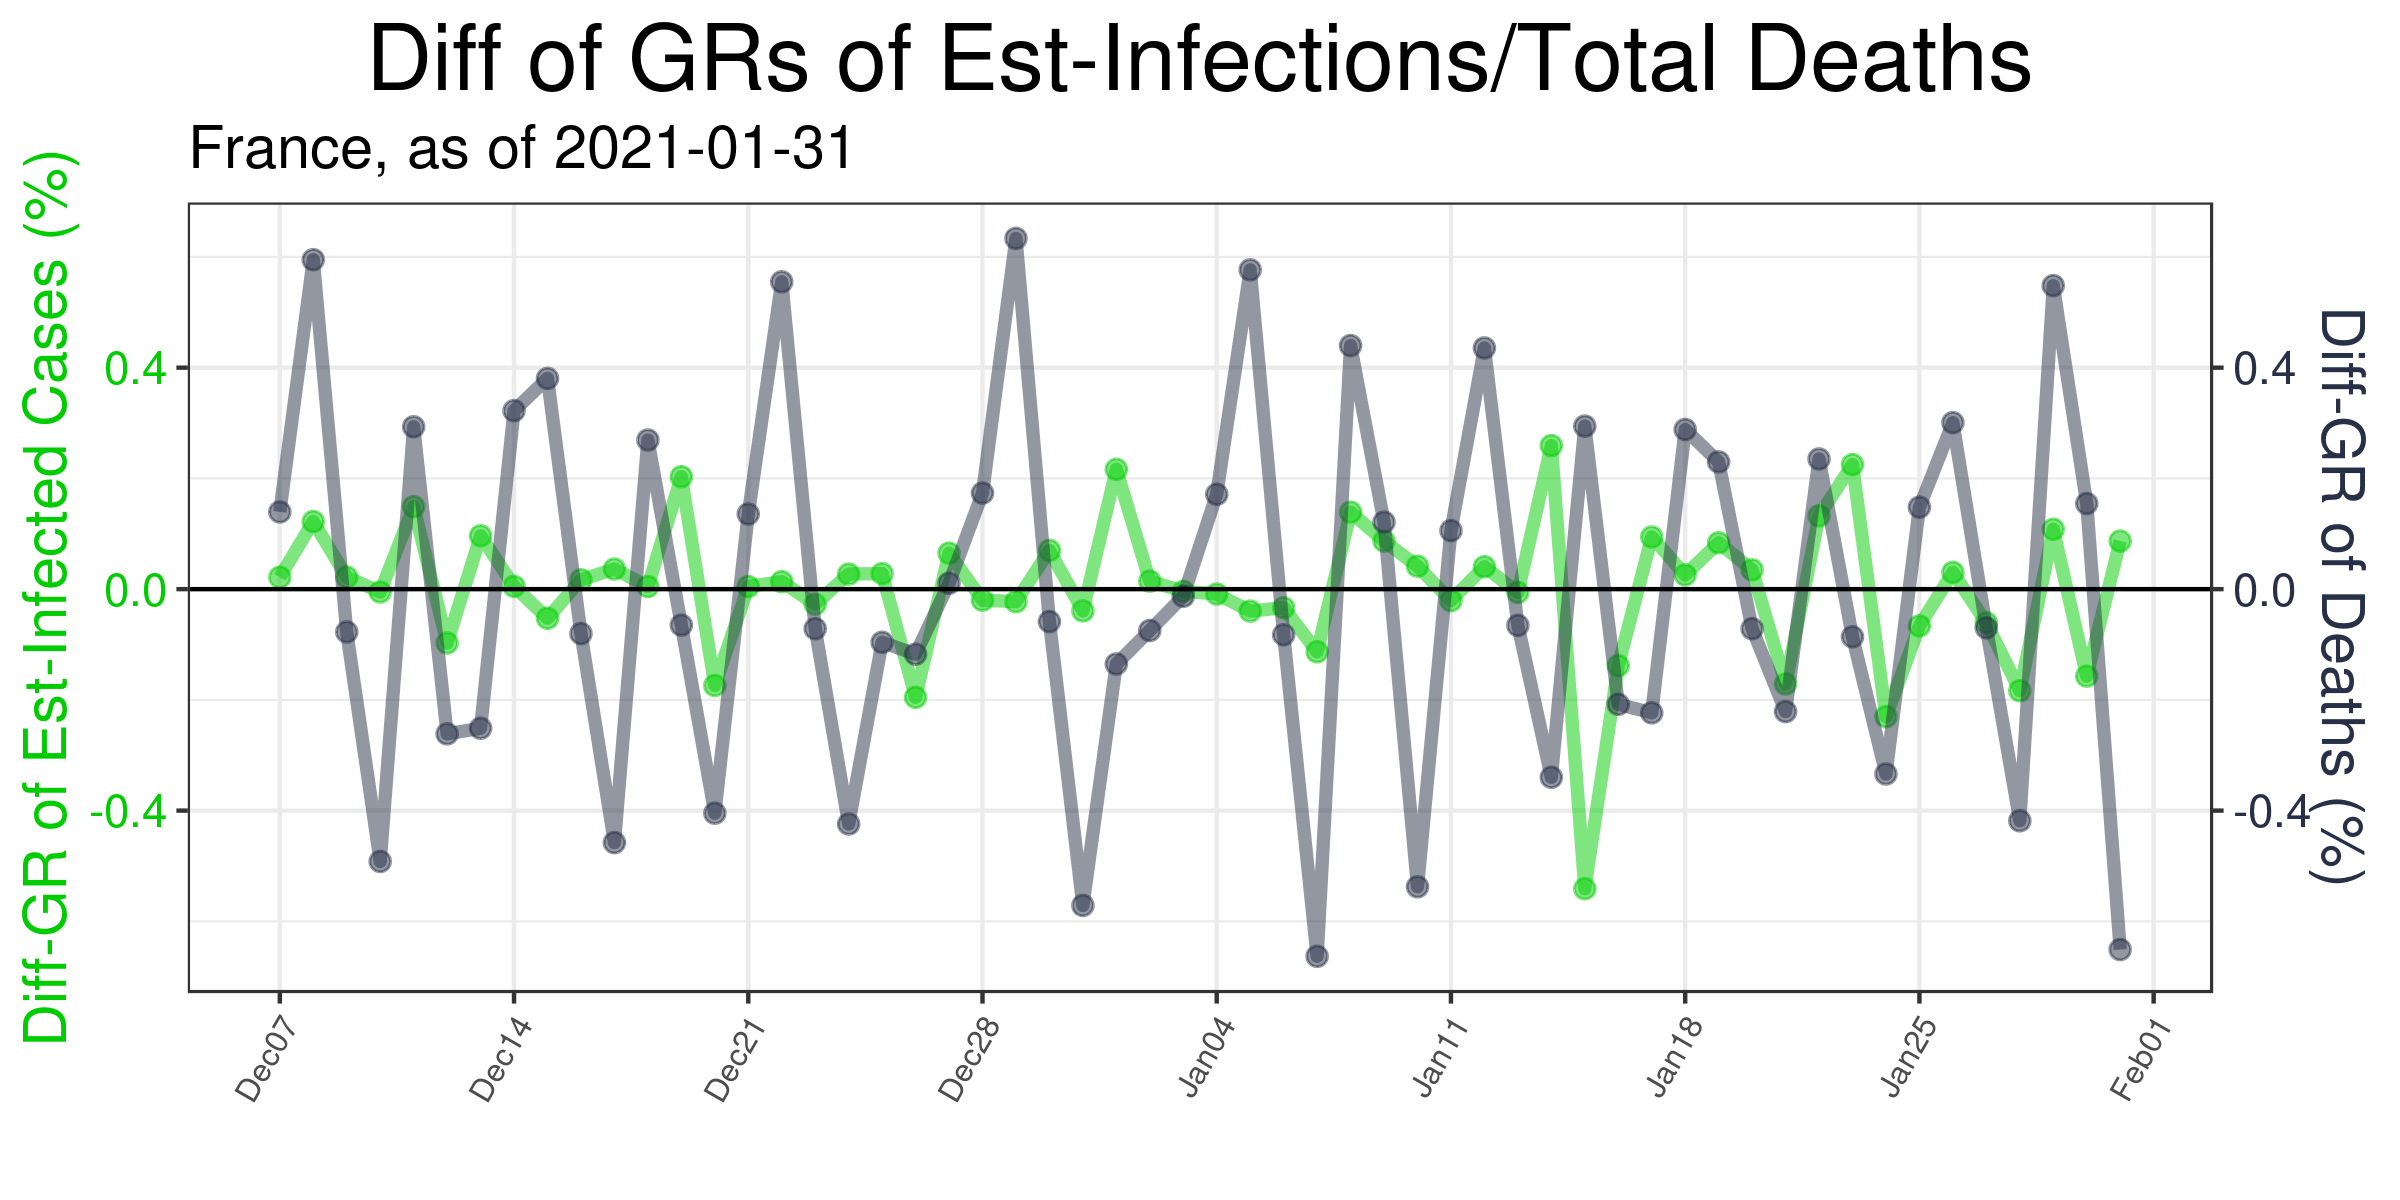 Diff of GRs of Est-Infections/Total Deaths
France, as of 2021-01-31
Diff-GR of Est-Infected Cases (%)
0.4
0.0
-0.4
0.4
0.0
-0.4
Diff-GR of Deaths (%)
Dec07
Dec14
Dec21
Dec28
Jan04
Jan11
Jan18
Jan25
Feb01